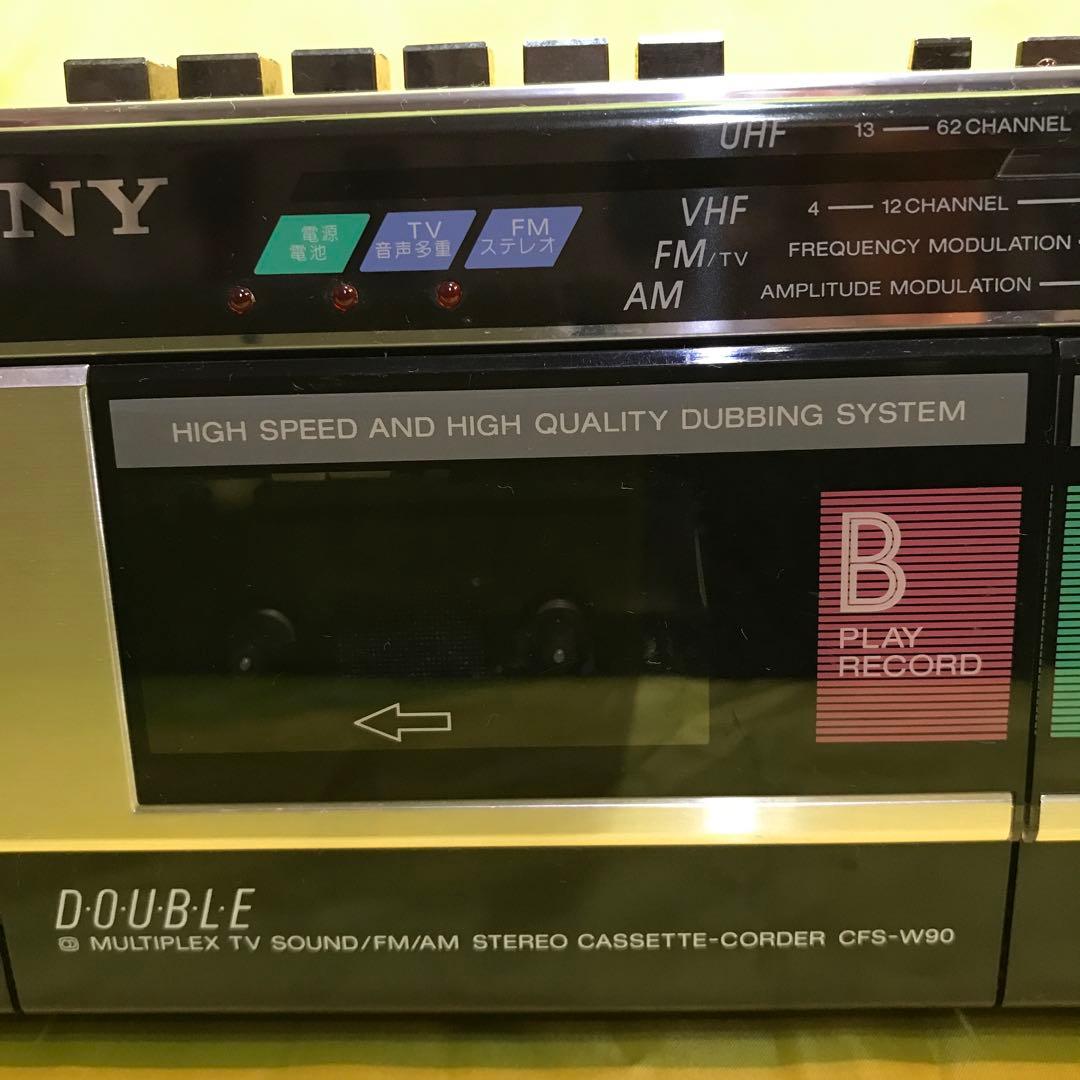 NY
電源
電池
TV
音声多重
FM
ステレオ
UHF 13 — 62 CHANNEL
VHF 4 — 12 CHANNEL
FM/TV FREQUENCY MODULATION
AM AMPLITUDE MODULATION
HIGH SPEED AND HIGH QUALITY DUBBING SYSTEM
B
PLAY
RECORD
D·O·U·B·L·E
MULTIPLEX TV SOUND/FM/AM STEREO CASSETTE-CORDER CFS-W90